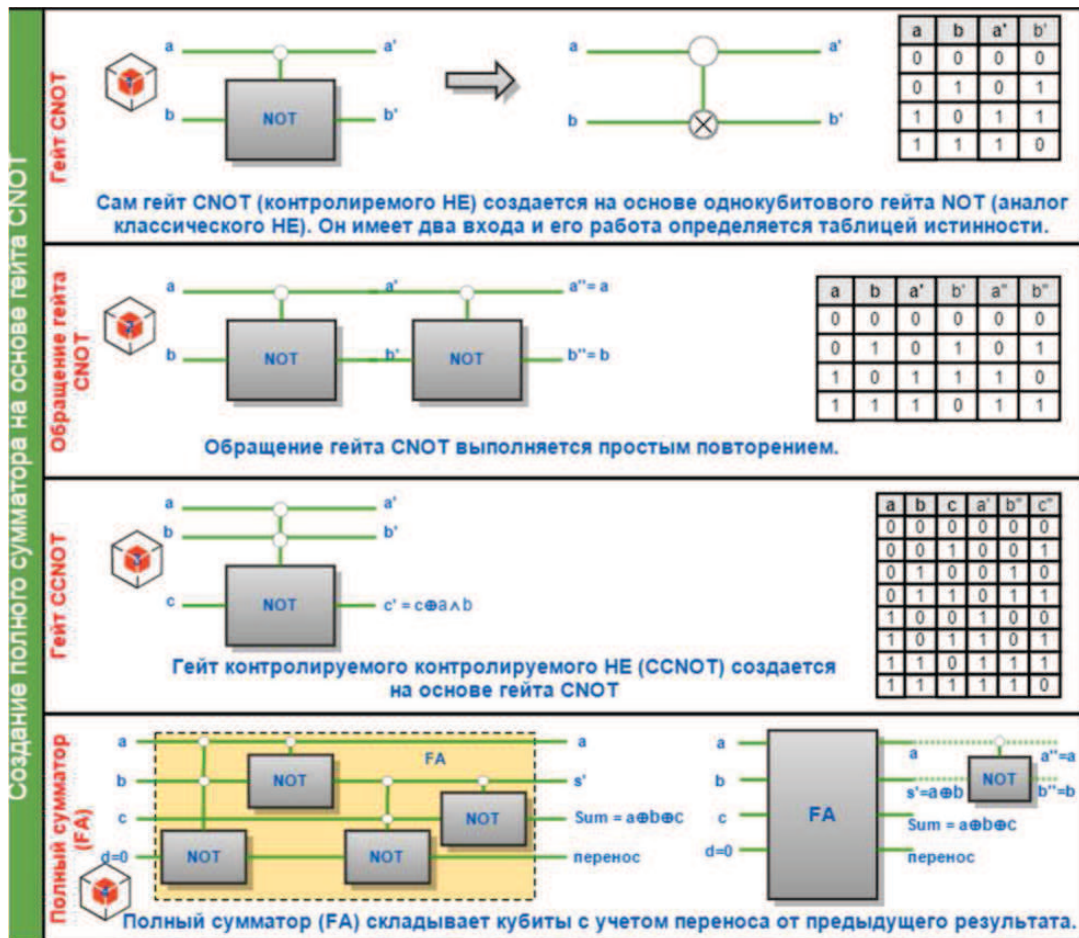 Создание полного сумматора на основе гейта CNOT
Гейт CNOT
1
a
a'
b
NOT
b'
a
a'
b
b'
a b a' b'
0 0 0 0
0 1 0 1
1 0 1 1
1 1 1 0
Сам гейт CNOT (контролиремого НЕ) создается на основе однокубитового гейта NOT (аналог
классического НЕ). Он имеет два входа и его работа определяется таблицей истинности.
Обращение гейта
CNOT
2
a
a'
a''= a
b
NOT
b'
NOT
b''= b
a b a' b' a'' b''
0 0 0 0 0 0
0 1 0 1 0 1
1 0 1 1 1 0
1 1 1 0 1 1
Обращение гейта CNOT выполняется простым повторением.
Гейт CCNOT
3
a
a'
b
b'
c
NOT
c' = c⊕a∧b
a b c a' b'' c''
0 0 0 0 0 0
0 0 1 0 0 1
0 1 0 0 1 0
0 1 1 0 1 1
1 0 0 1 0 0
1 0 1 1 0 1
1 1 0 1 1 1
1 1 1 1 1 0
Гейт контролируемого контролируемого НЕ (CCNOT) создается
на основе гейта CNOT
Полный сумматор
(FA)
4
a
a
FA
b
NOT
s'
c
NOT
Sum = a⊕b⊕c
d=0
NOT
NOT
перенос
a
b
c
d=0
FA
a
a''=a
NOT
s'=a⊕b
b''=b
Sum = a⊕b⊕c
перенос
Полный сумматор (FA) складывает кубиты с учетом переноса от предыдущего результата.